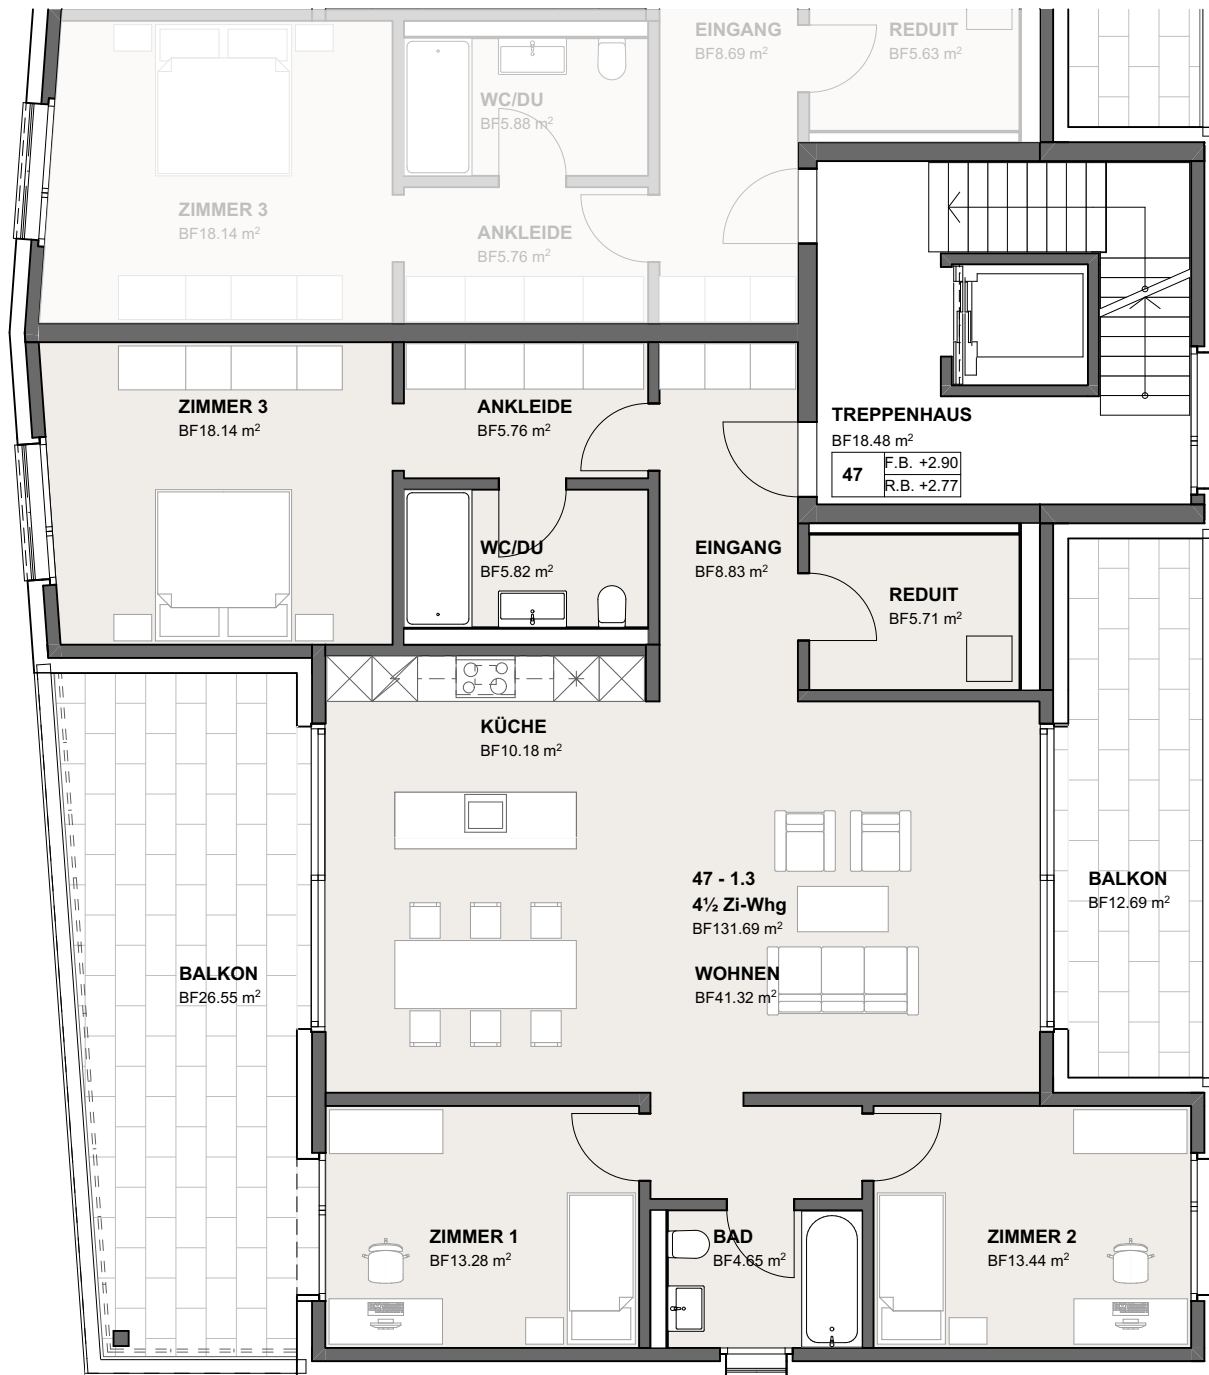 EINGANG
BF8.69 m²
REDUIT
BF5.63 m²
WC/DU
BF5.88 m²
ZIMMER 3
BF18.14 m²
ANKLEIDE
BF5.76 m²
ZIMMER 3
BF18.14 m²
ANKLEIDE
BF5.76 m²
TREPPENHAUS
BF18.48 m²
47
F.B. +2.90
R.B. +2.77
WC/DU
BF5.82 m²
EINGANG
BF8.83 m²
REDUIT
BF5.71 m²
KÜCHE
BF10.18 m²
47 - 1.3
4½ Zi-Whg
BF131.69 m²
BALKON
BF12.69 m²
BALKON
BF26.55 m²
WOHNEN
BF41.32 m²
ZIMMER 1
BF13.28 m²
BAD
BF4.65 m²
ZIMMER 2
BF13.44 m²